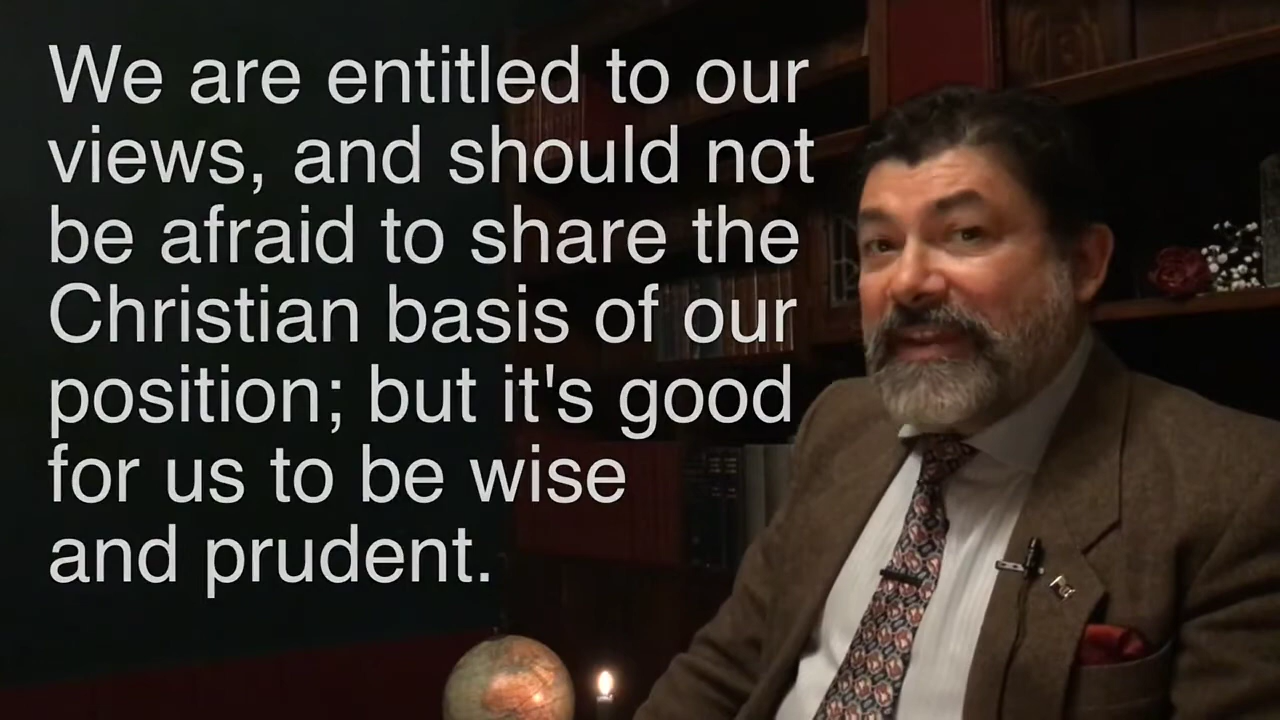 We are entitled to our
views, and should not
be afraid to share the
Christian basis of our
position; but it's good
for us to be wise
and prudent.